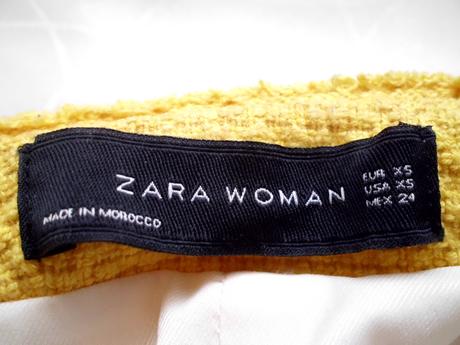 ZARA WOMAN
EUR XS
USA XS
MEX 24
MADE IN MOROCCO